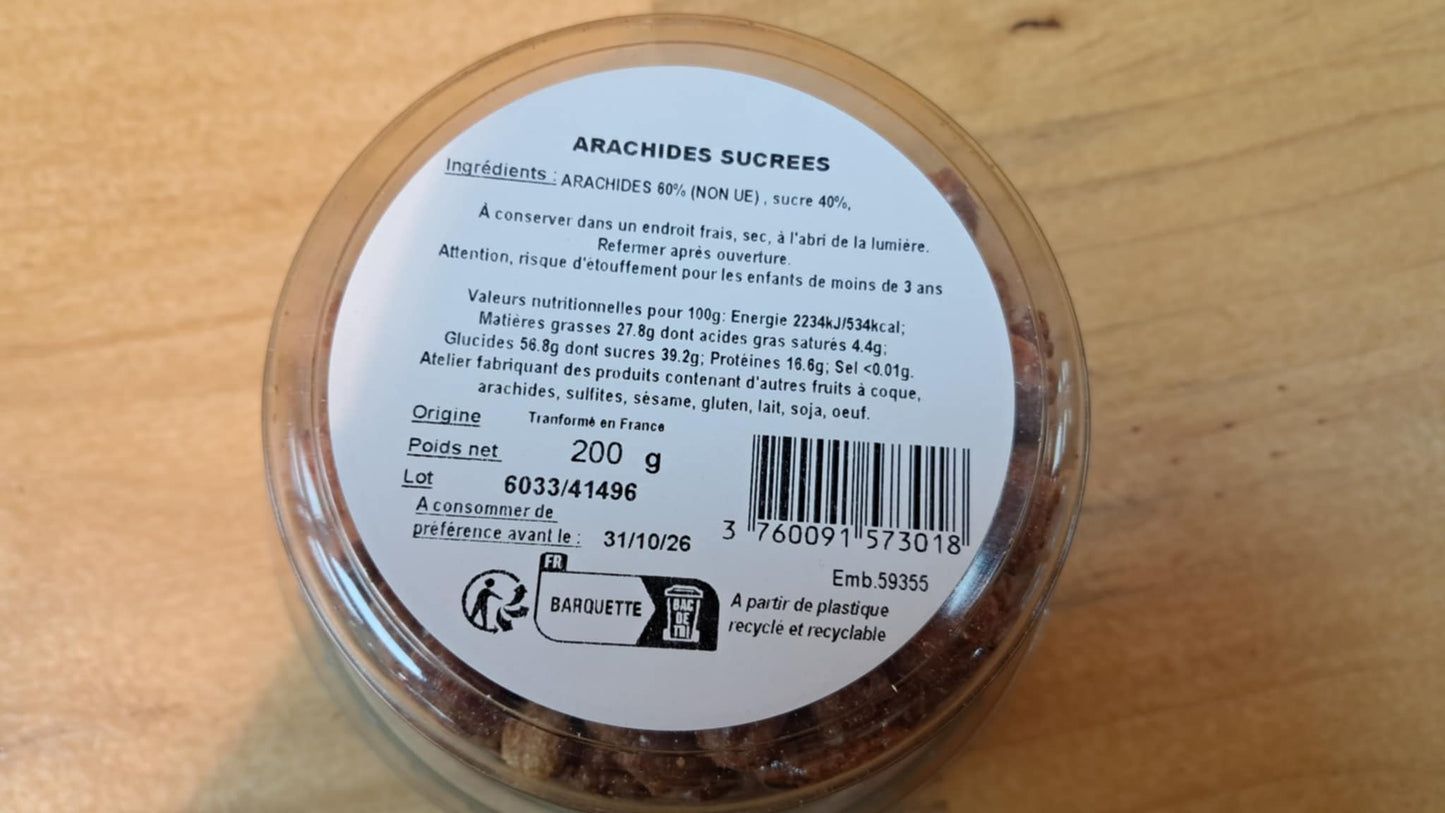 ARACHIDES SUCREES
Ingrédients : ARACHIDES 60% (NON UE) , sucre 40%,
À conserver dans un endroit frais, sec, à l'abri de la lumière.
Refermer après ouverture.
Attention, risque d'étouffement pour les enfants de moins de 3 ans
Valeurs nutritionnelles pour 100g: Energie 2234kJ/534kcal;
Matières grasses 27.8g dont acides gras saturés 4.4g;
Glucides 56.8g dont sucres 39.2g; Protéines 16.6g; Sel <0.01g.
Atelier fabriquant des produits contenant d'autres fruits à coque,
arachides, sulfites, sésame, gluten, lait, soja, oeuf.
Origine Tranformé en France
Poids net 200 g
Lot 6033/41496
A consommer de
préférence avant le : 31/10/26
3 760091 573018
Emb.59355
FR
BARQUETTE
BAC
DE
TRI
A partir de plastique
recyclé et recyclable